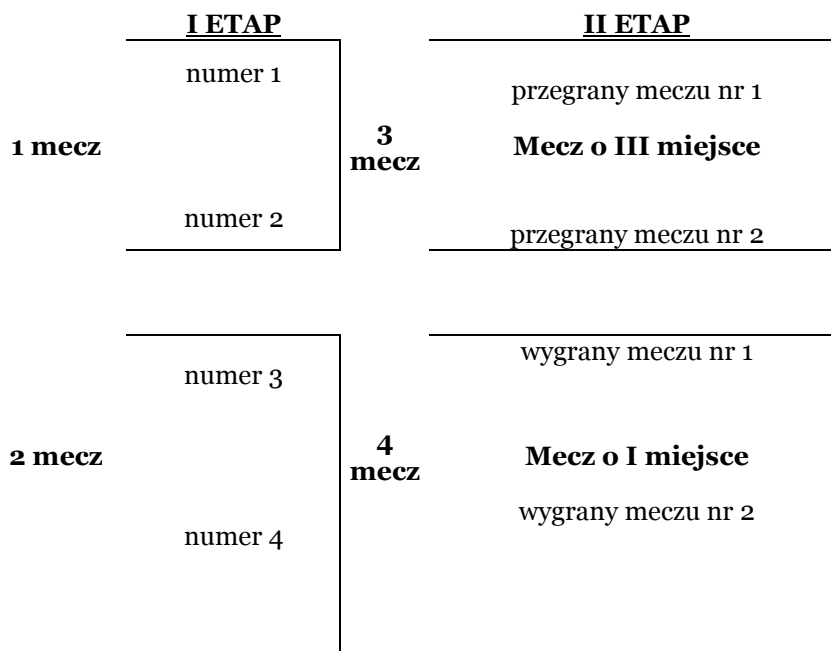 I ETAP
II ETAP
numer 1
przegrany meczu nr 1
1 mecz
3
mecz
Mecz o III miejsce
numer 2
przegrany meczu nr 2
wygrany meczu nr 1
numer 3
2 mecz
4
mecz
Mecz o I miejsce
wygrany meczu nr 2
numer 4